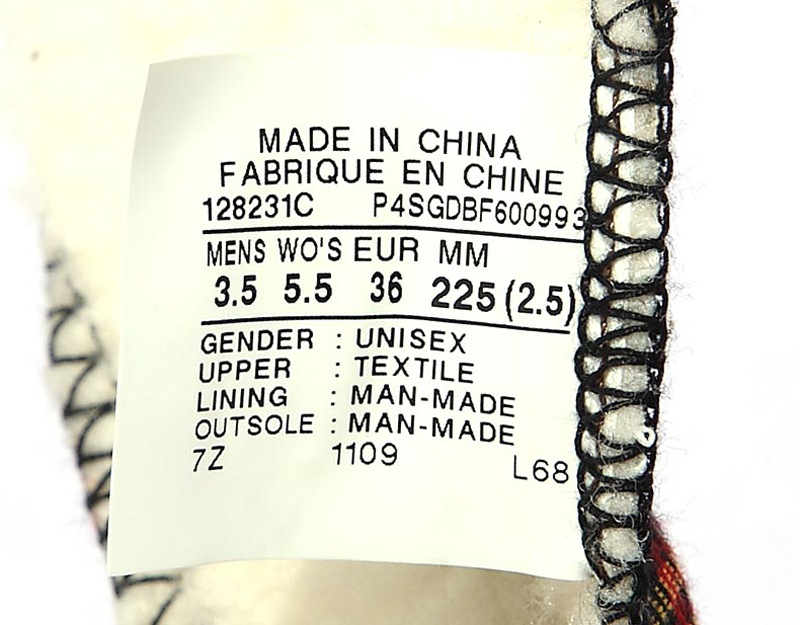 MADE IN CHINA
FABRIQUE EN CHINE
128231C P4SGDBF600993
MENS WO'S EUR MM
3.5 5.5 36 225 (2.5)
GENDER : UNISEX
UPPER : TEXTILE
LINING : MAN-MADE
OUTSOLE : MAN-MADE
7Z 1109 L68